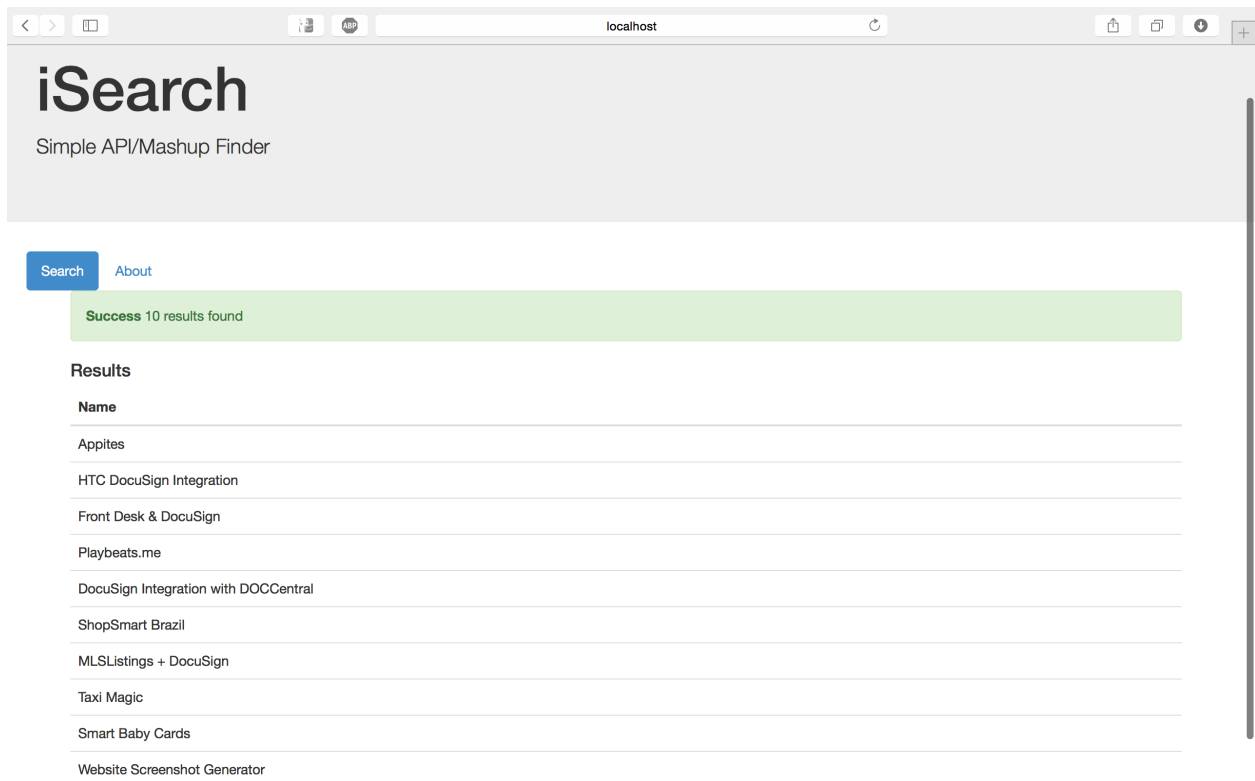 ABP
localhost
iSearch
Simple API/Mashup Finder
Search About
Success 10 results found
Results
Name
Appites
HTC DocuSign Integration
Front Desk & DocuSign
Playbeats.me
DocuSign Integration with DOCCentral
ShopSmart Brazil
MLSListings + DocuSign
Taxi Magic
Smart Baby Cards
Website Screenshot Generator